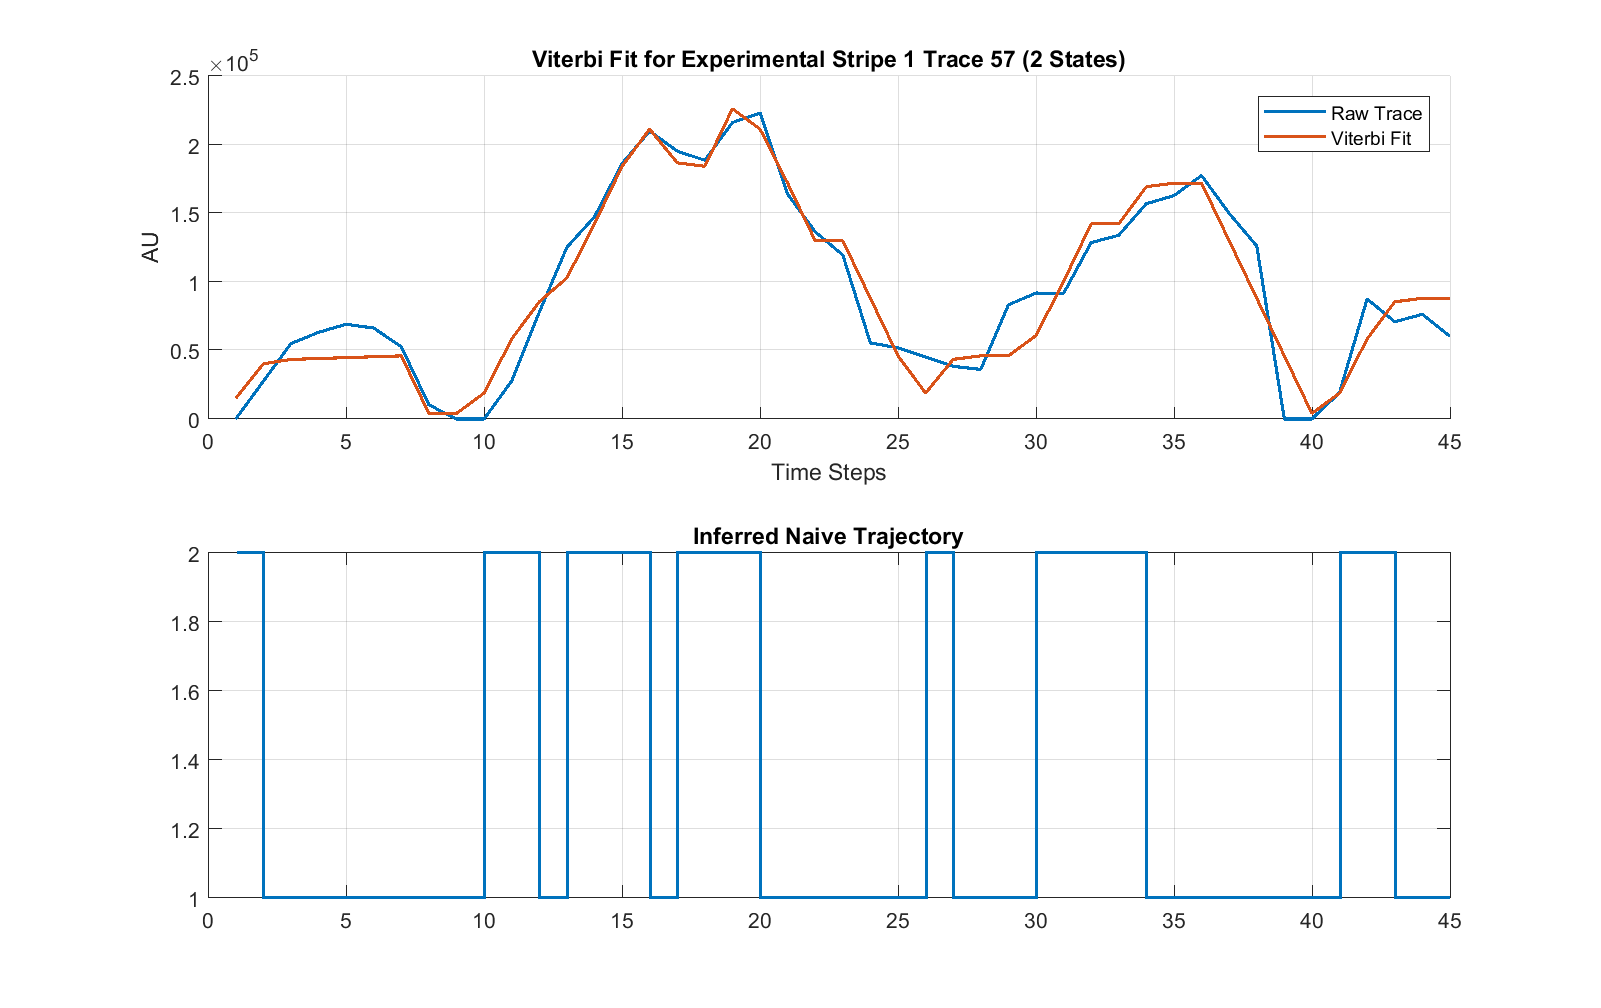 Viterbi Fit for Experimental Stripe 1 Trace 57 (2 States)
×10^5
2.5
2
1.5
1
0.5
0
AU
Raw Trace
Viterbi Fit
0 5 10 15 20 25 30 35 40 45
Time Steps
Inferred Naive Trajectory
2
1.8
1.6
1.4
1.2
1
0 5 10 15 20 25 30 35 40 45